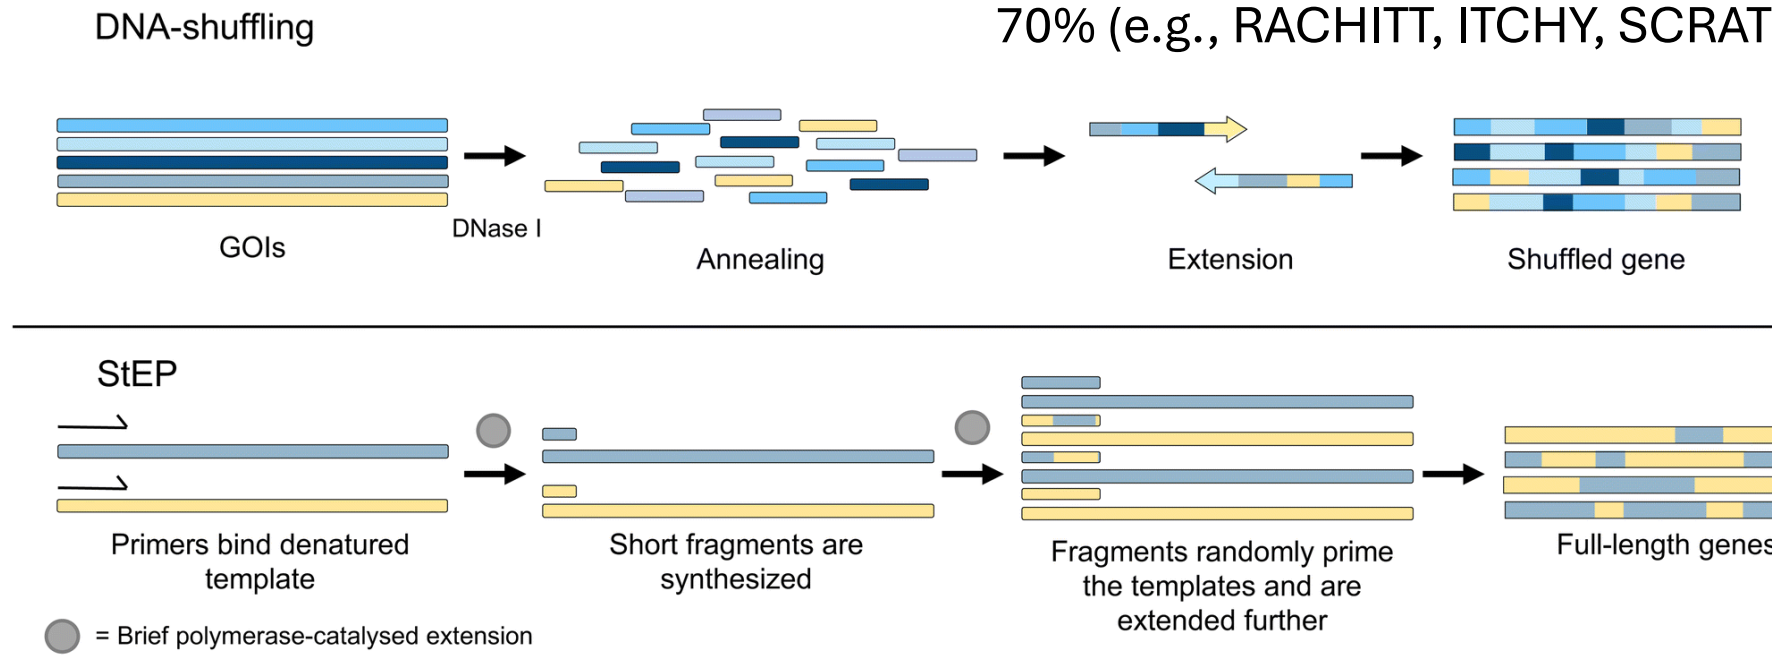 DNA-shuffling
70% (e.g., RACHITT, ITCHY, SCRAT
DNase I
GOIs
Annealing
Extension
Shuffled gene
StEP
Primers bind denatured
template
Short fragments are
synthesized
Fragments randomly prime
the templates and are
extended further
Full-length genes
= Brief polymerase-catalysed extension